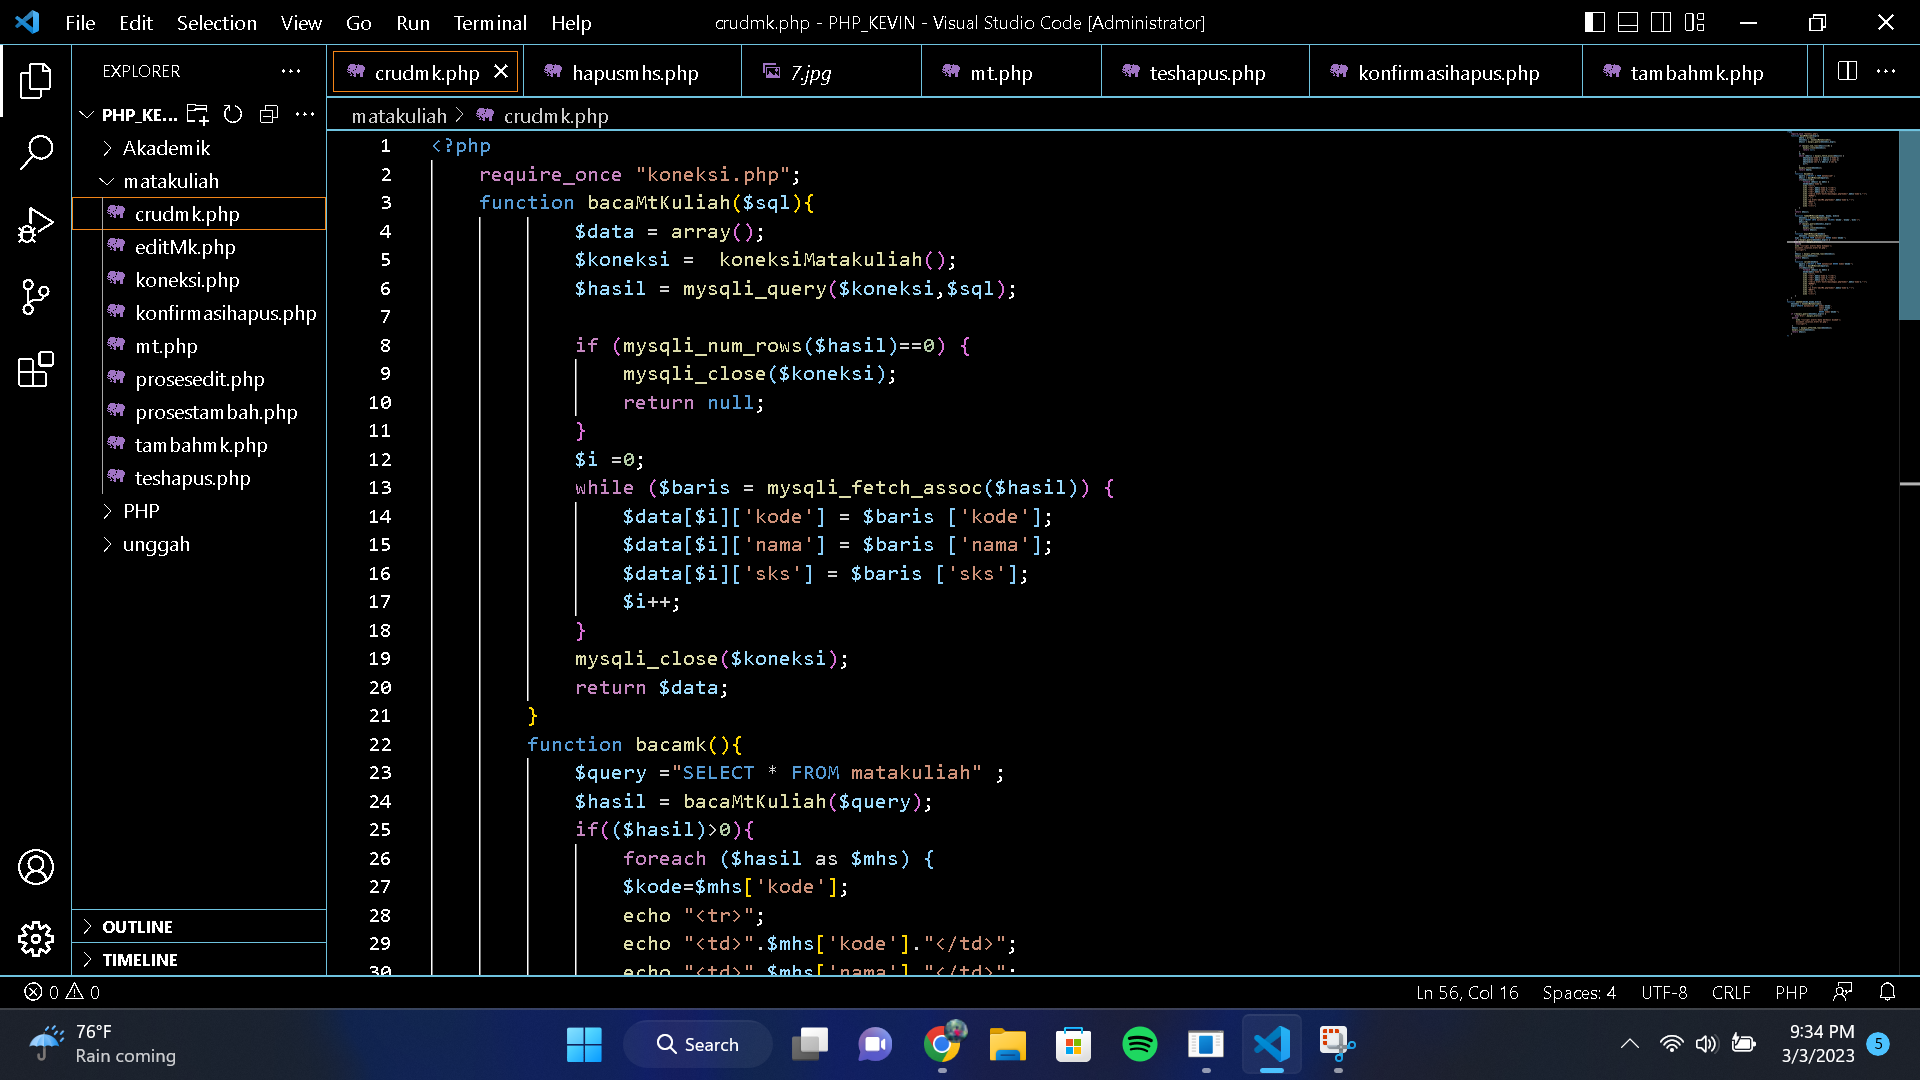 File Edit Selection View Go Run Terminal Help
crudmk.php - PHP_KEVIN - Visual Studio Code [Administrator]
EXPLORER
PHP_KE...
Akademik
matakuliah
crudmk.php
editMk.php
koneksi.php
konfirmasihapus.php
mt.php
prosesedit.php
prosestambah.php
tambahmk.php
teshapus.php
PHP
unggah
OUTLINE
TIMELINE
crudmk.php hapusmhs.php 7.jpg mt.php teshapus.php konfirmasihapus.php tambahmk.php
matakuliah > crudmk.php
1 <?php
2 require_once "koneksi.php";
3 function bacaMtKuliah($sql){
4 $data = array();
5 $koneksi =  koneksiMatakuliah();
6 $hasil = mysqli_query($koneksi,$sql);
7
8 if (mysqli_num_rows($hasil)==0) {
9 mysqli_close($koneksi);
10 return null;
11 }
12 $i =0;
13 while ($baris = mysqli_fetch_assoc($hasil)) {
14 $data[$i]['kode'] = $baris ['kode'];
15 $data[$i]['nama'] = $baris ['nama'];
16 $data[$i]['sks'] = $baris ['sks'];
17 $i++;
18 }
19 mysqli_close($koneksi);
20 return $data;
21 }
22 function bacamk(){
23 $query ="SELECT * FROM matakuliah" ;
24 $hasil = bacaMtKuliah($query);
25 if(($hasil)>0){
26 foreach ($hasil as $mhs) {
27 $kode=$mhs['kode'];
28 echo "<tr>";
29 echo "<td>".$mhs['kode']."</td>";
30 echo "<td>".$mhs['nama']."</td>";
0 0
Ln 56, Col 16 Spaces: 4 UTF-8 CRLF PHP
76°F
Rain coming
Search
9:34 PM
3/3/2023
5